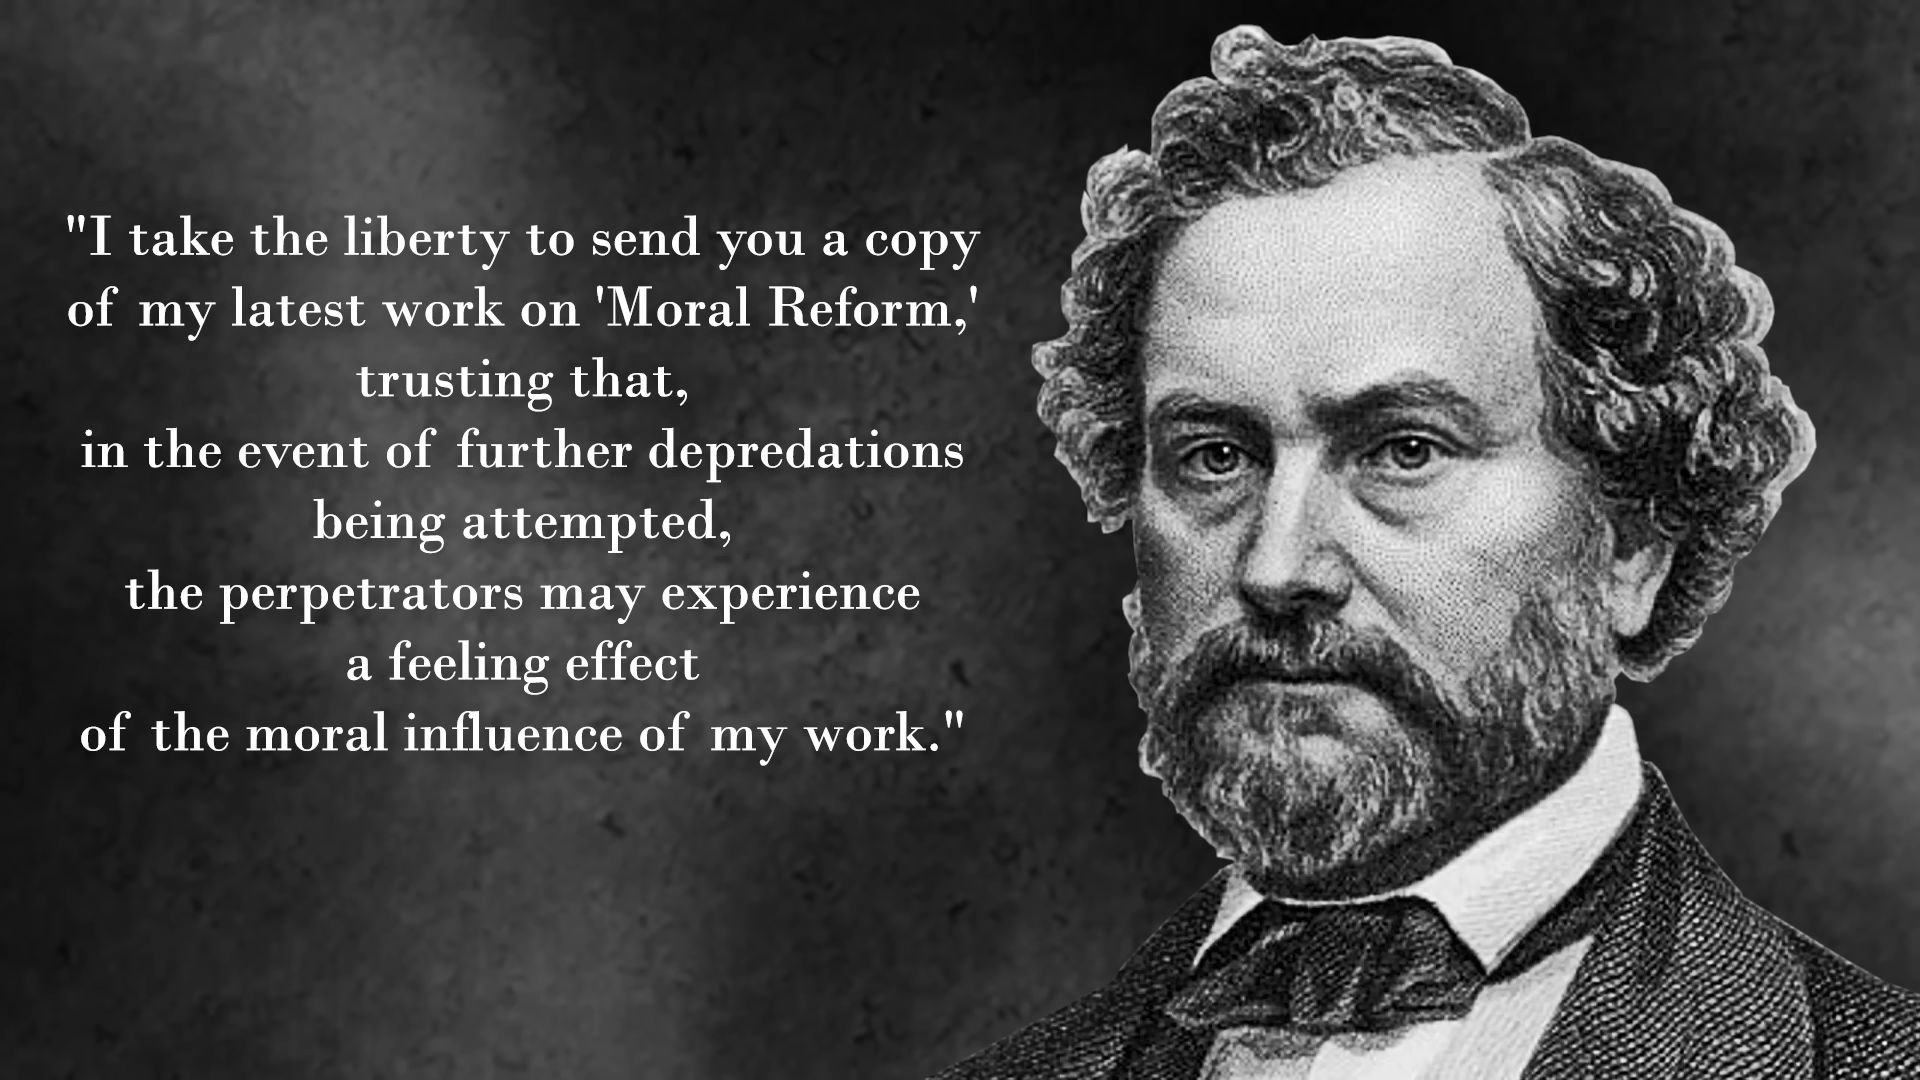 "I take the liberty to send you a copy
of my latest work on 'Moral Reform,'
trusting that,
in the event of further depredations
being attempted,
the perpetrators may experience
a feeling effect
of the moral influence of my work."